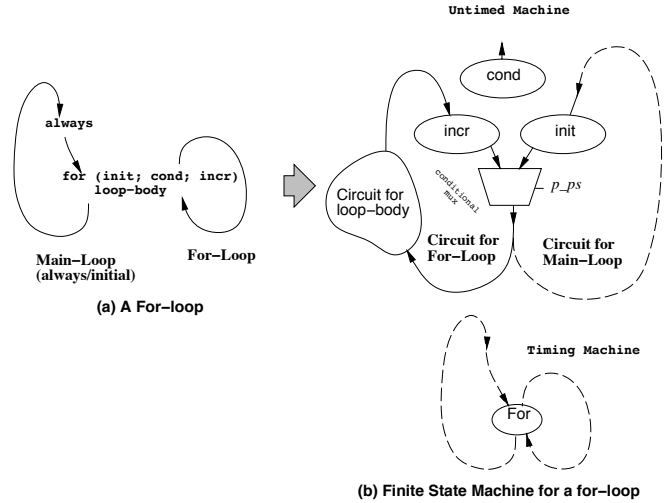 Untimed Machine
cond
always
incr
init
for (init; cond; incr)
loop-body
conditional
mux
p_ps
Circuit for
loop-body
Main-Loop
(always/initial)
For-Loop
Circuit for
For-Loop
Circuit for
Main-Loop
(a) A For-loop
Timing Machine
For
(b) Finite State Machine for a for-loop